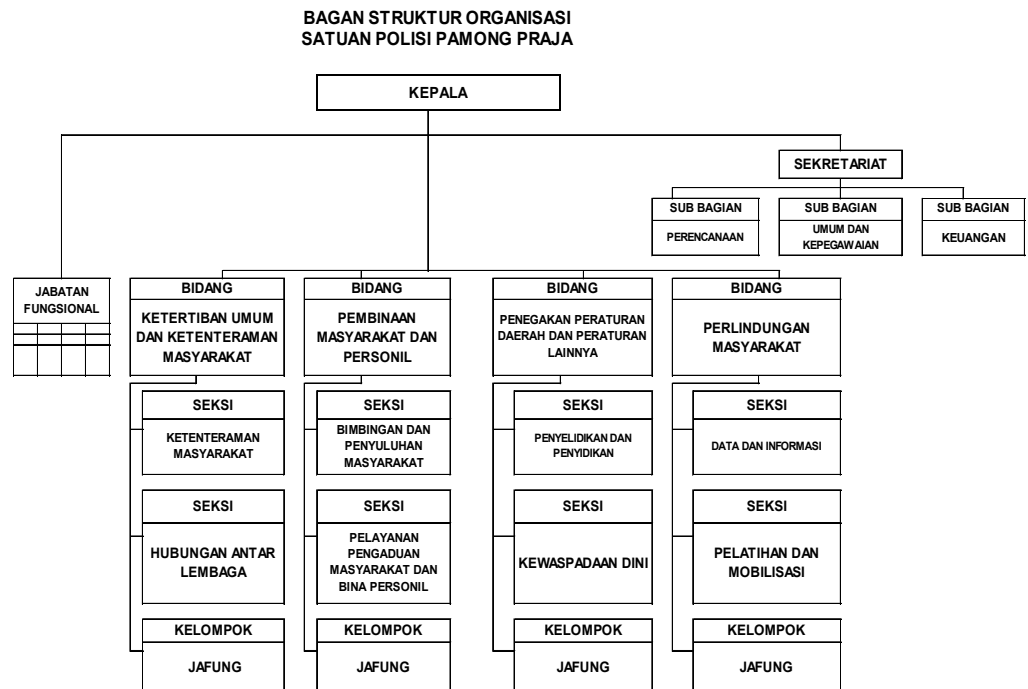 BAGAN STRUKTUR ORGANISASI
SATUAN POLISI PAMONG PRAJA
KEPALA
SEKRETARIAT
SUB BAGIAN
PERENCANAAN
SUB BAGIAN
UMUM DAN
KEPEGAWAIAN
SUB BAGIAN
KEUANGAN
JABATAN
FUNGSIONAL
BIDANG
KETERTIBAN UMUM
DAN KETENTERAMAN
MASYARAKAT
BIDANG
PEMBINAAN
MASYARAKAT DAN
PERSONIL
BIDANG
PENEGAKAN PERATURAN
DAERAH DAN PERATURAN
LAINNYA
BIDANG
PERLINDUNGAN
MASYARAKAT
SEKSI
KETENTERAMAN
MASYARAKAT
SEKSI
BIMBINGAN DAN
PENYULUHAN
MASYARAKAT
SEKSI
PENYELIDIKAN DAN
PENYIDIKAN
SEKSI
DATA DAN INFORMASI
SEKSI
HUBUNGAN ANTAR
LEMBAGA
SEKSI
PELAYANAN
PENGADUAN
MASYARAKAT DAN
BINA PERSONIL
SEKSI
KEWASPADAAN DINI
SEKSI
PELATIHAN DAN
MOBILISASI
KELOMPOK
JAFUNG
KELOMPOK
JAFUNG
KELOMPOK
JAFUNG
KELOMPOK
JAFUNG